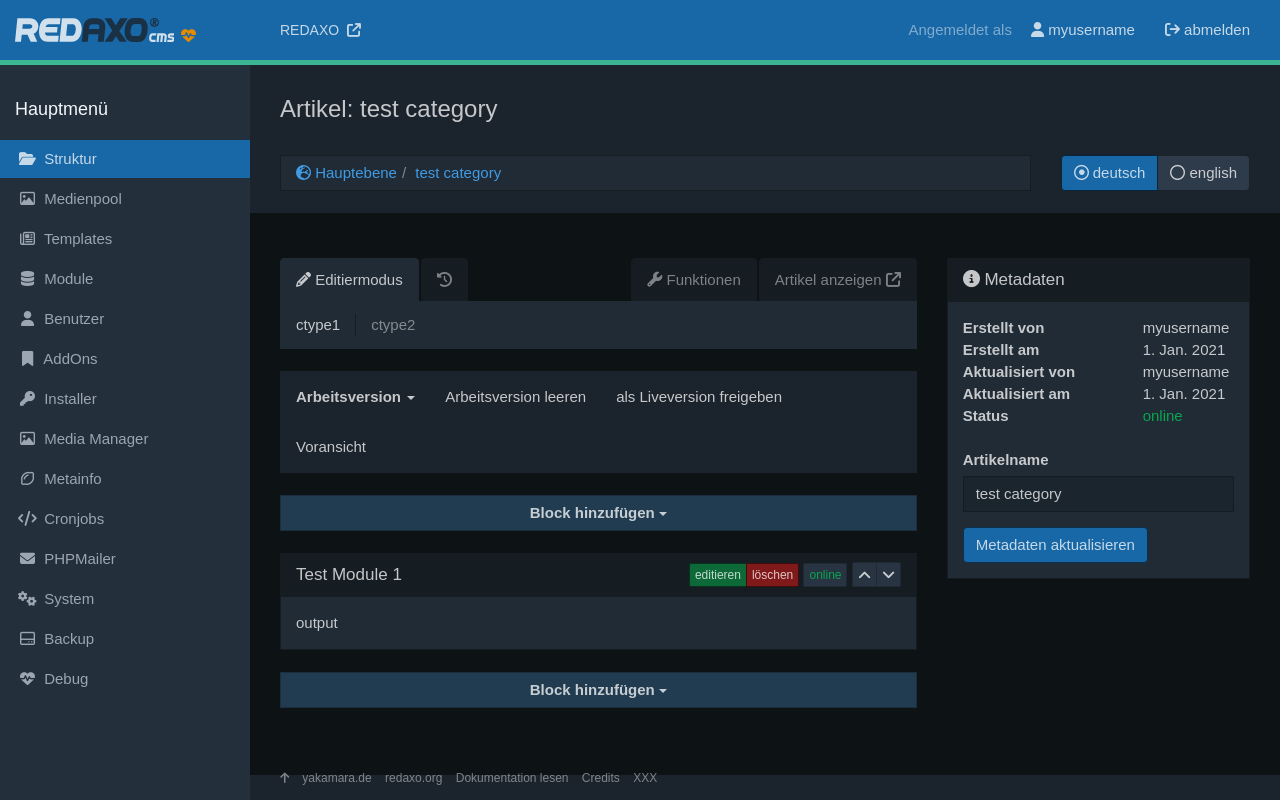 REDAXO® cms
REDAXO
Angemeldet als myusername abmelden
Hauptmenü
Struktur
Medienpool
Templates
Module
Benutzer
AddOns
Installer
Media Manager
Metainfo
Cronjobs
PHPMailer
System
Backup
Debug
Artikel: test category
Hauptebene / test category
deutsch english
Editiermodus Funktionen Artikel anzeigen
ctype1 ctype2
Arbeitsversion Arbeitsversion leeren als Liveversion freigeben
Voransicht
Block hinzufügen
Test Module 1 editieren löschen online
output
Block hinzufügen
Metadaten
Erstellt von myusername
Erstellt am 1. Jan. 2021
Aktualisiert von myusername
Aktualisiert am 1. Jan. 2021
Status online
Artikelname
test category
Metadaten aktualisieren
yakamara.de redaxo.org Dokumentation lesen Credits XXX